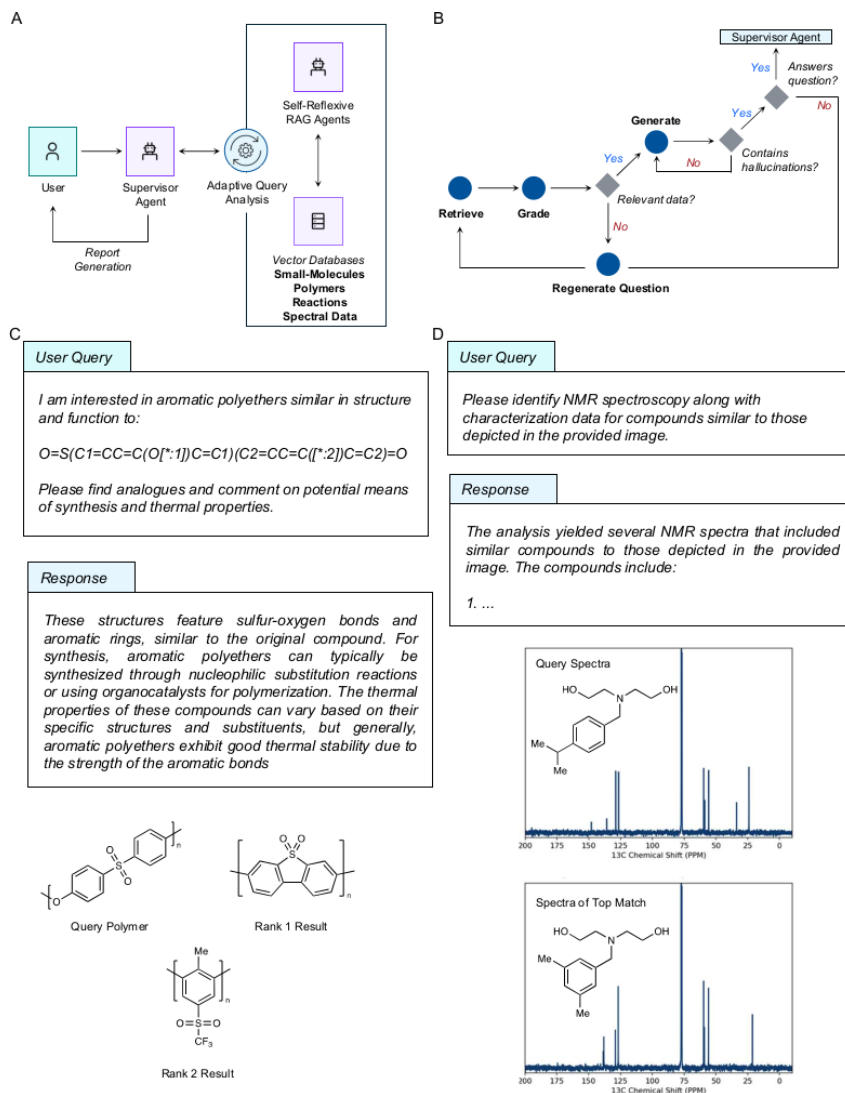 A
User
Supervisor
Agent
Report
Generation
Adaptive Query
Analysis
Self-Reflexive
RAG Agents
Vector Databases
Small-Molecules
Polymers
Reactions
Spectral Data
B
Supervisor Agent
Yes
Answers
question?
No
Yes
Generate
Contains
hallucinations?
No
Yes
Relevant data?
No
Retrieve
Grade
Regenerate Question
C
User Query
I am interested in aromatic polyethers similar in structure
and function to:
O=S(C1=CC=C(O[*:1])C=C1)(C2=CC=C([*:2])C=C2)=O
Please find analogues and comment on potential means
of synthesis and thermal properties.
Response
These structures feature sulfur-oxygen bonds and
aromatic rings, similar to the original compound. For
synthesis, aromatic polyethers can typically be
synthesized through nucleophilic substitution reactions
or using organocatalysts for polymerization. The thermal
properties of these compounds can vary based on their
specific structures and substituents, but generally,
aromatic polyethers exhibit good thermal stability due to
the strength of the aromatic bonds
O
S
O
O
n
Query Polymer
O O
S
n
Rank 1 Result
Me
n
O S O
CF3
Rank 2 Result
D
User Query
Please identify NMR spectroscopy along with
characterization data for compounds similar to those
depicted in the provided image.
Response
The analysis yielded several NMR spectra that included
similar compounds to those depicted in the provided
image. The compounds include:
1. ...
Query Spectra
HO N OH
Me
Me
200 175 150 125 100 75 50 25 0
13C Chemical Shift (PPM)
Spectra of Top Match
HO N OH
Me
Me
200 175 150 125 100 75 50 25 0
13C Chemical Shift (PPM)